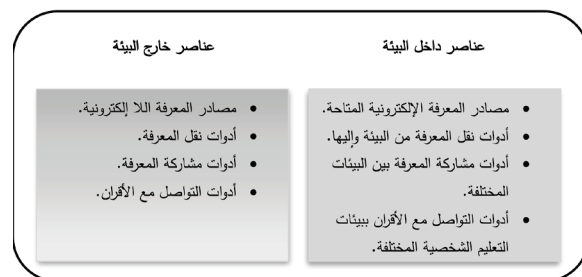 عناصر داخل البيئة
• مصادر المعرفة الإلكترونية المتاحة.
• أدوات نقل المعرفة من البيئة وإليها.
• أدوات مشاركة المعرفة بين البيئات
المختلفة.
• أدوات التواصل مع الأقران ببيئات
التعليم الشخصية المختلفة.
عناصر خارج البيئة
• مصادر المعرفة اللا إلكترونية.
• أدوات نقل المعرفة.
• أدوات مشاركة المعرفة.
• أدوات التواصل مع الأقران.